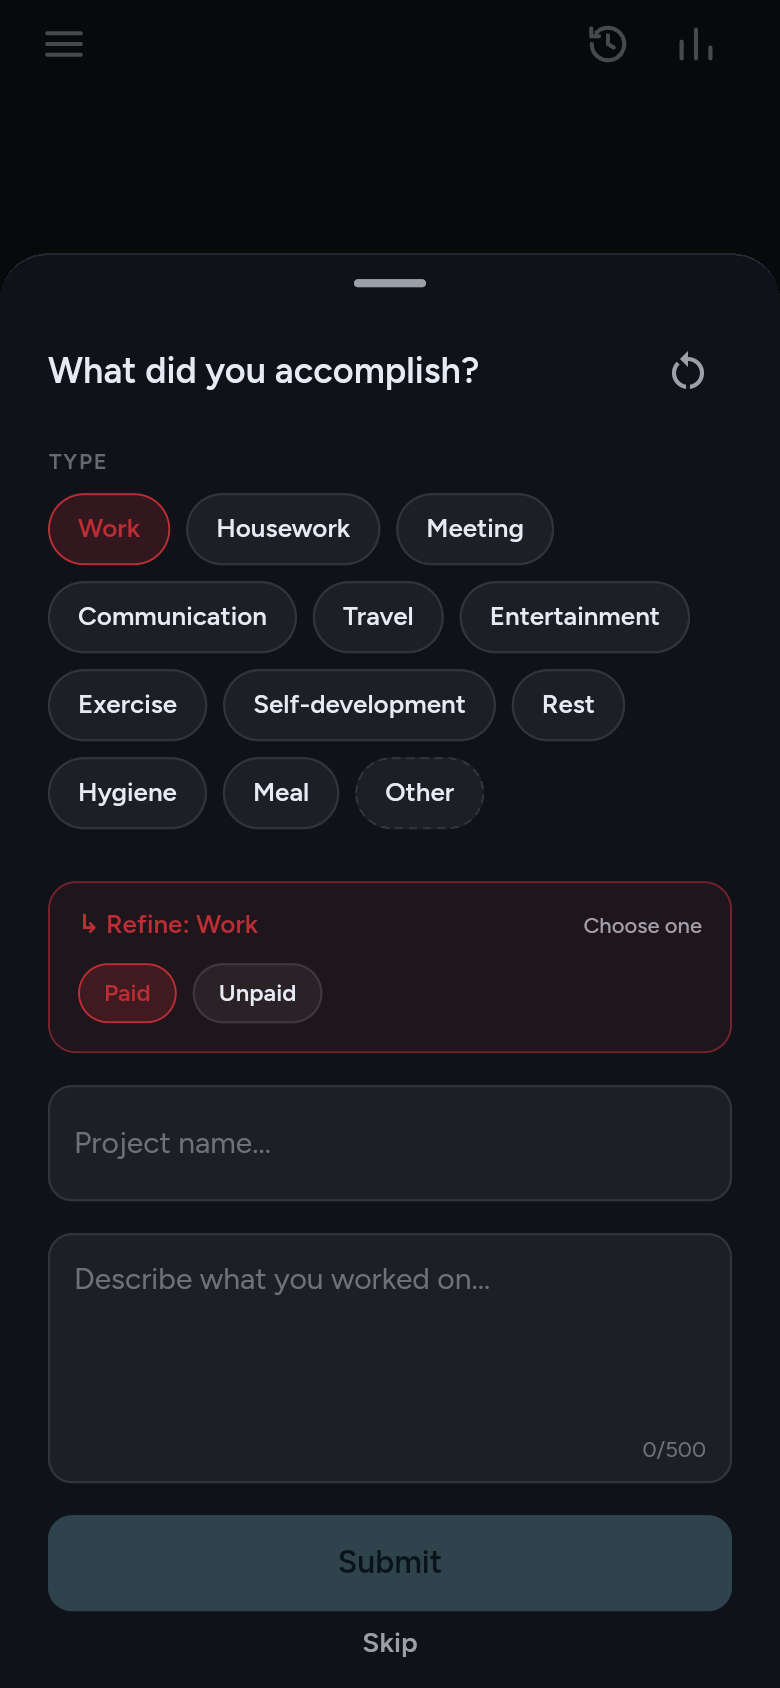 What did you accomplish?
TYPE
Work Housework Meeting
Communication Travel Entertainment
Exercise Self-development Rest
Hygiene Meal Other
↳ Refine: Work Choose one
Paid Unpaid
Project name...
Describe what you worked on...
0/500
Submit
Skip